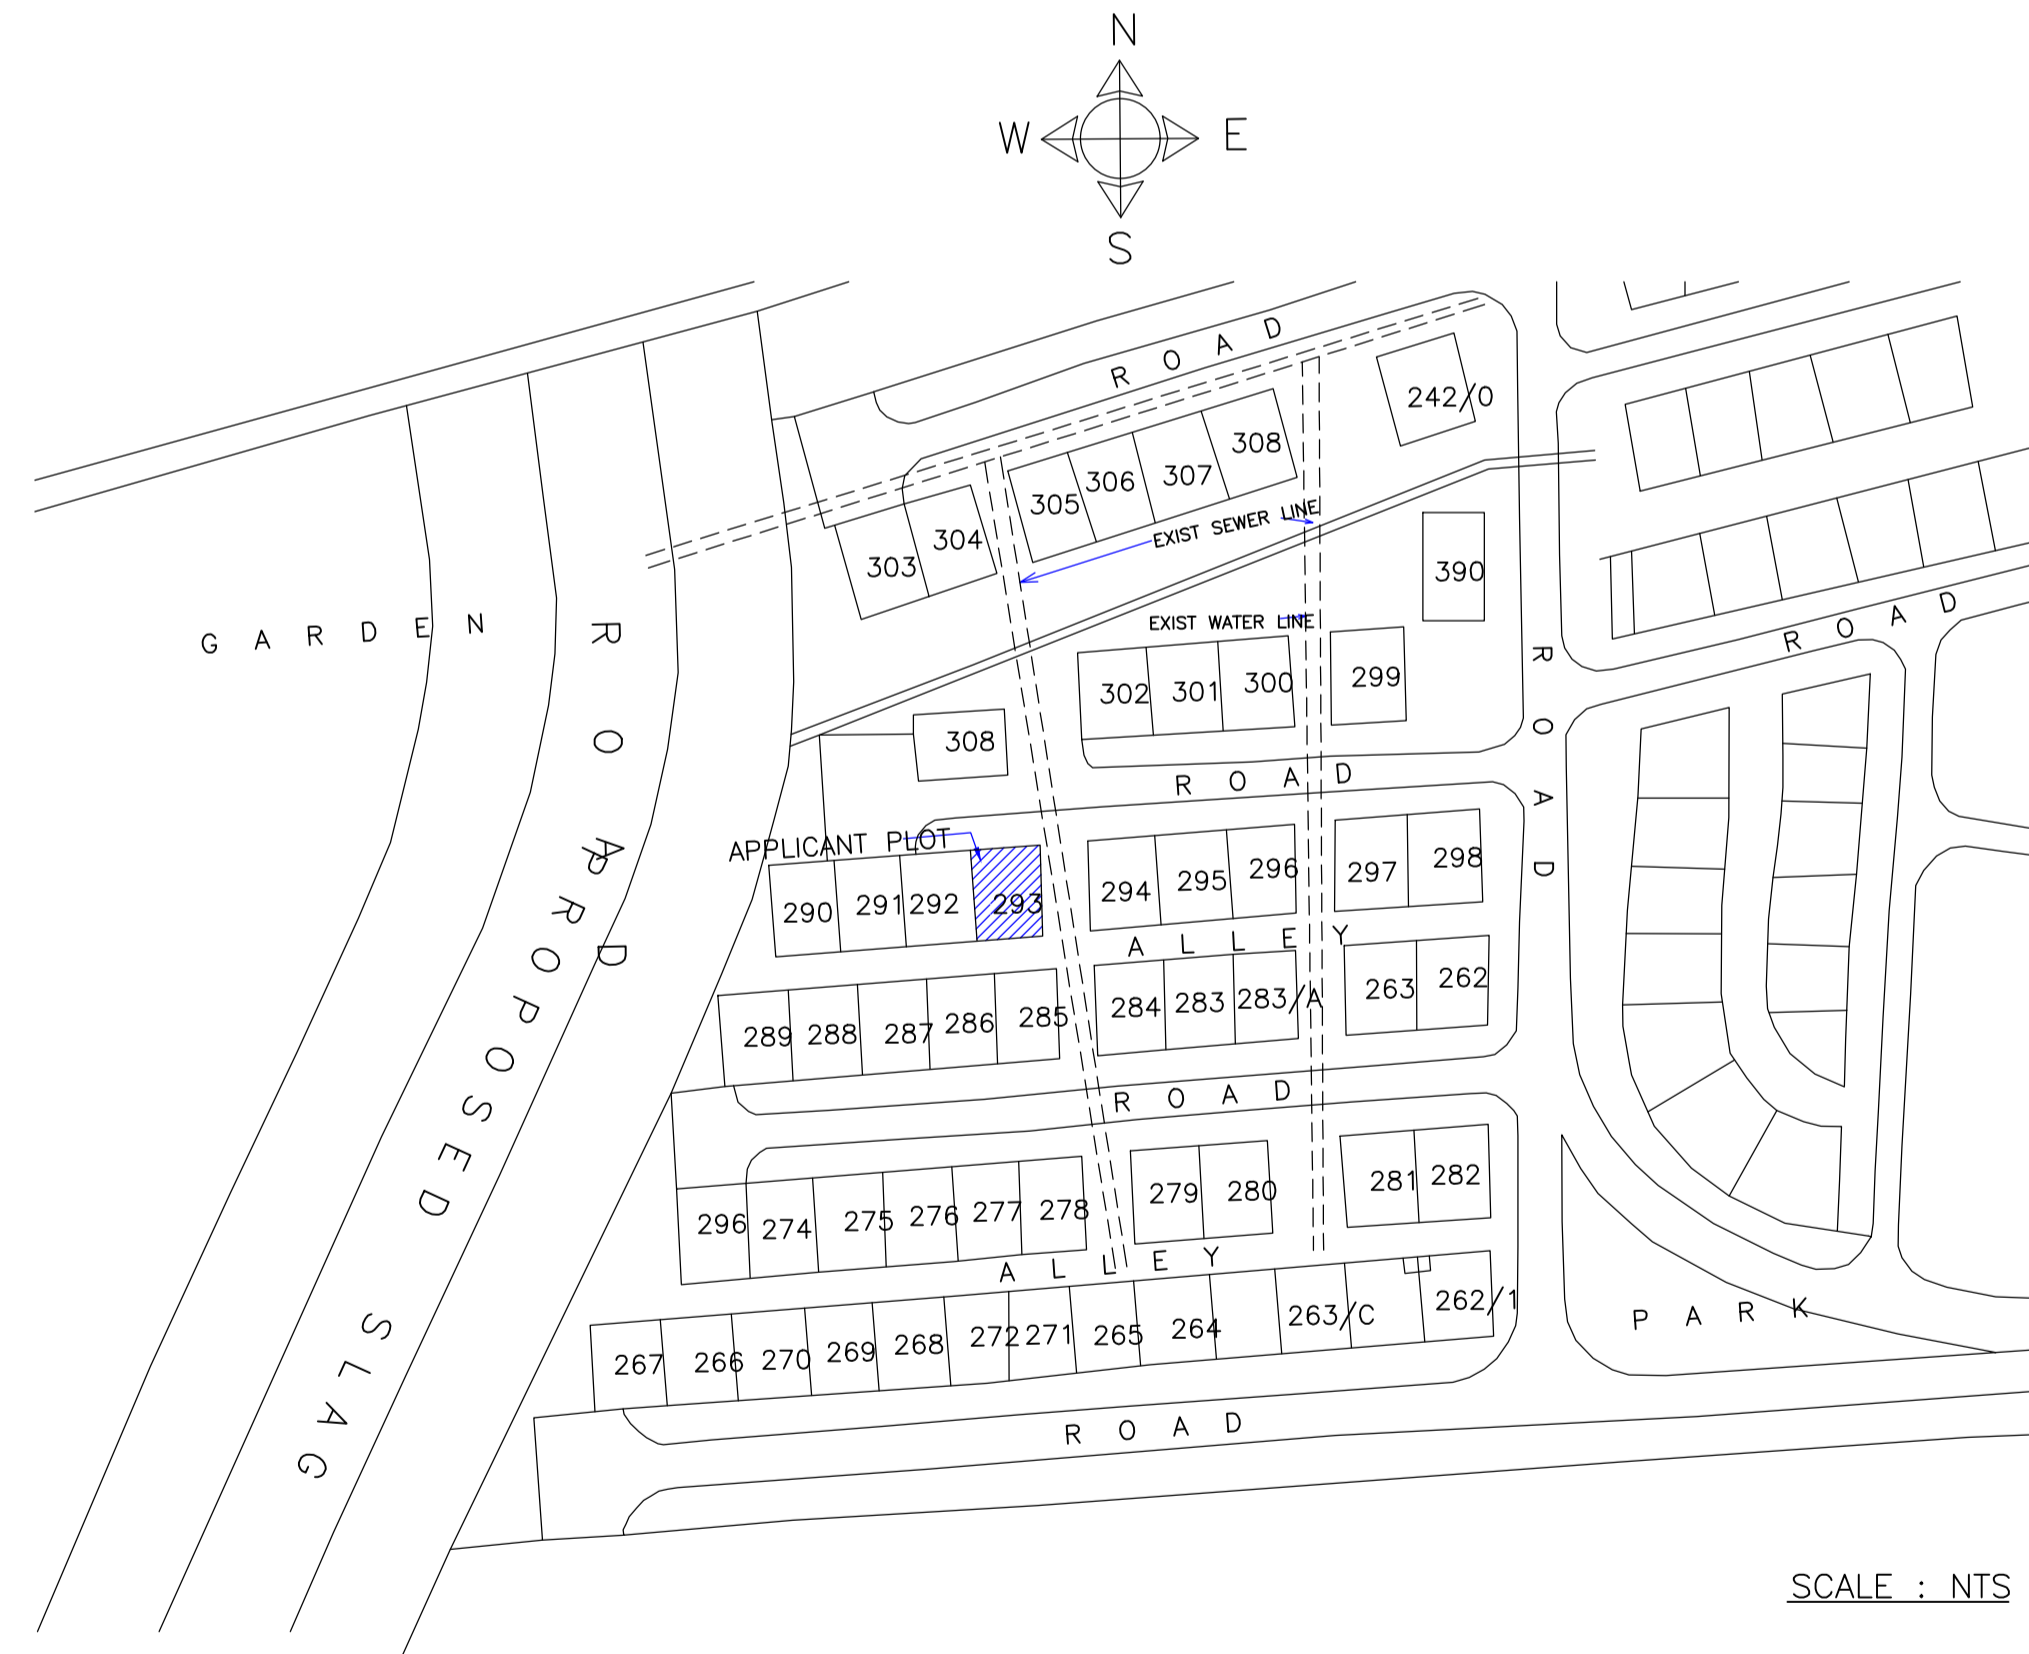 N
W E
S
ROAD
242/0
308
307
306
305
304
303
EXIST SEWER LINE
390
EXIST WATER LINE
GARDEN
ROAD
ROAD
302 301 300 299
308
ROAD
ROAD
APPLICANT PLOT
290 291 292 293
294 295 296 297 298
ALLEY
289 288 287 286 285
284 283 283/A 263 262
PROPOSED SLAG
ROAD
296 274 275 276 277 278
279 280 281 282
ALLEY
267 266 270 269 268 272 271 265 264 263/C 262/1
PARK
ROAD
SCALE : NTS